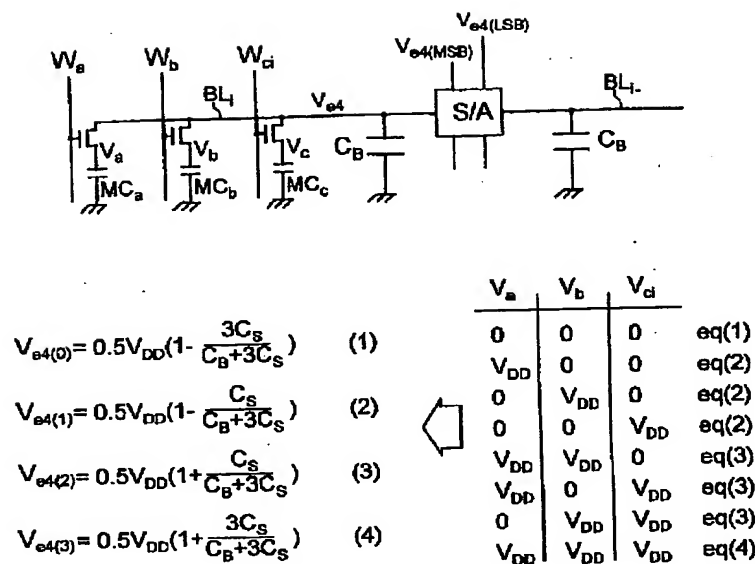 V_e4(LSB)
V_e4(MSB)
W_a W_b W_ci
BL_i V_e4 S/A BL_i-
V_a V_b V_c C_B C_B
MC_a MC_b MC_c
V_a V_b V_ci
0 0 0 eq(1)
V_DD 0 0 eq(2)
0 V_DD 0 eq(2)
0 0 V_DD eq(2)
V_DD V_DD 0 eq(3)
V_DD 0 V_DD eq(3)
0 V_DD V_DD eq(3)
V_DD V_DD V_DD eq(4)
V_e4(0) = 0.5V_DD(1- 3C_S/(C_B+3C_S)) (1)
V_e4(1) = 0.5V_DD(1- C_S/(C_B+3C_S)) (2)
V_e4(2) = 0.5V_DD(1+ C_S/(C_B+3C_S)) (3)
V_e4(3) = 0.5V_DD(1+ 3C_S/(C_B+3C_S)) (4)